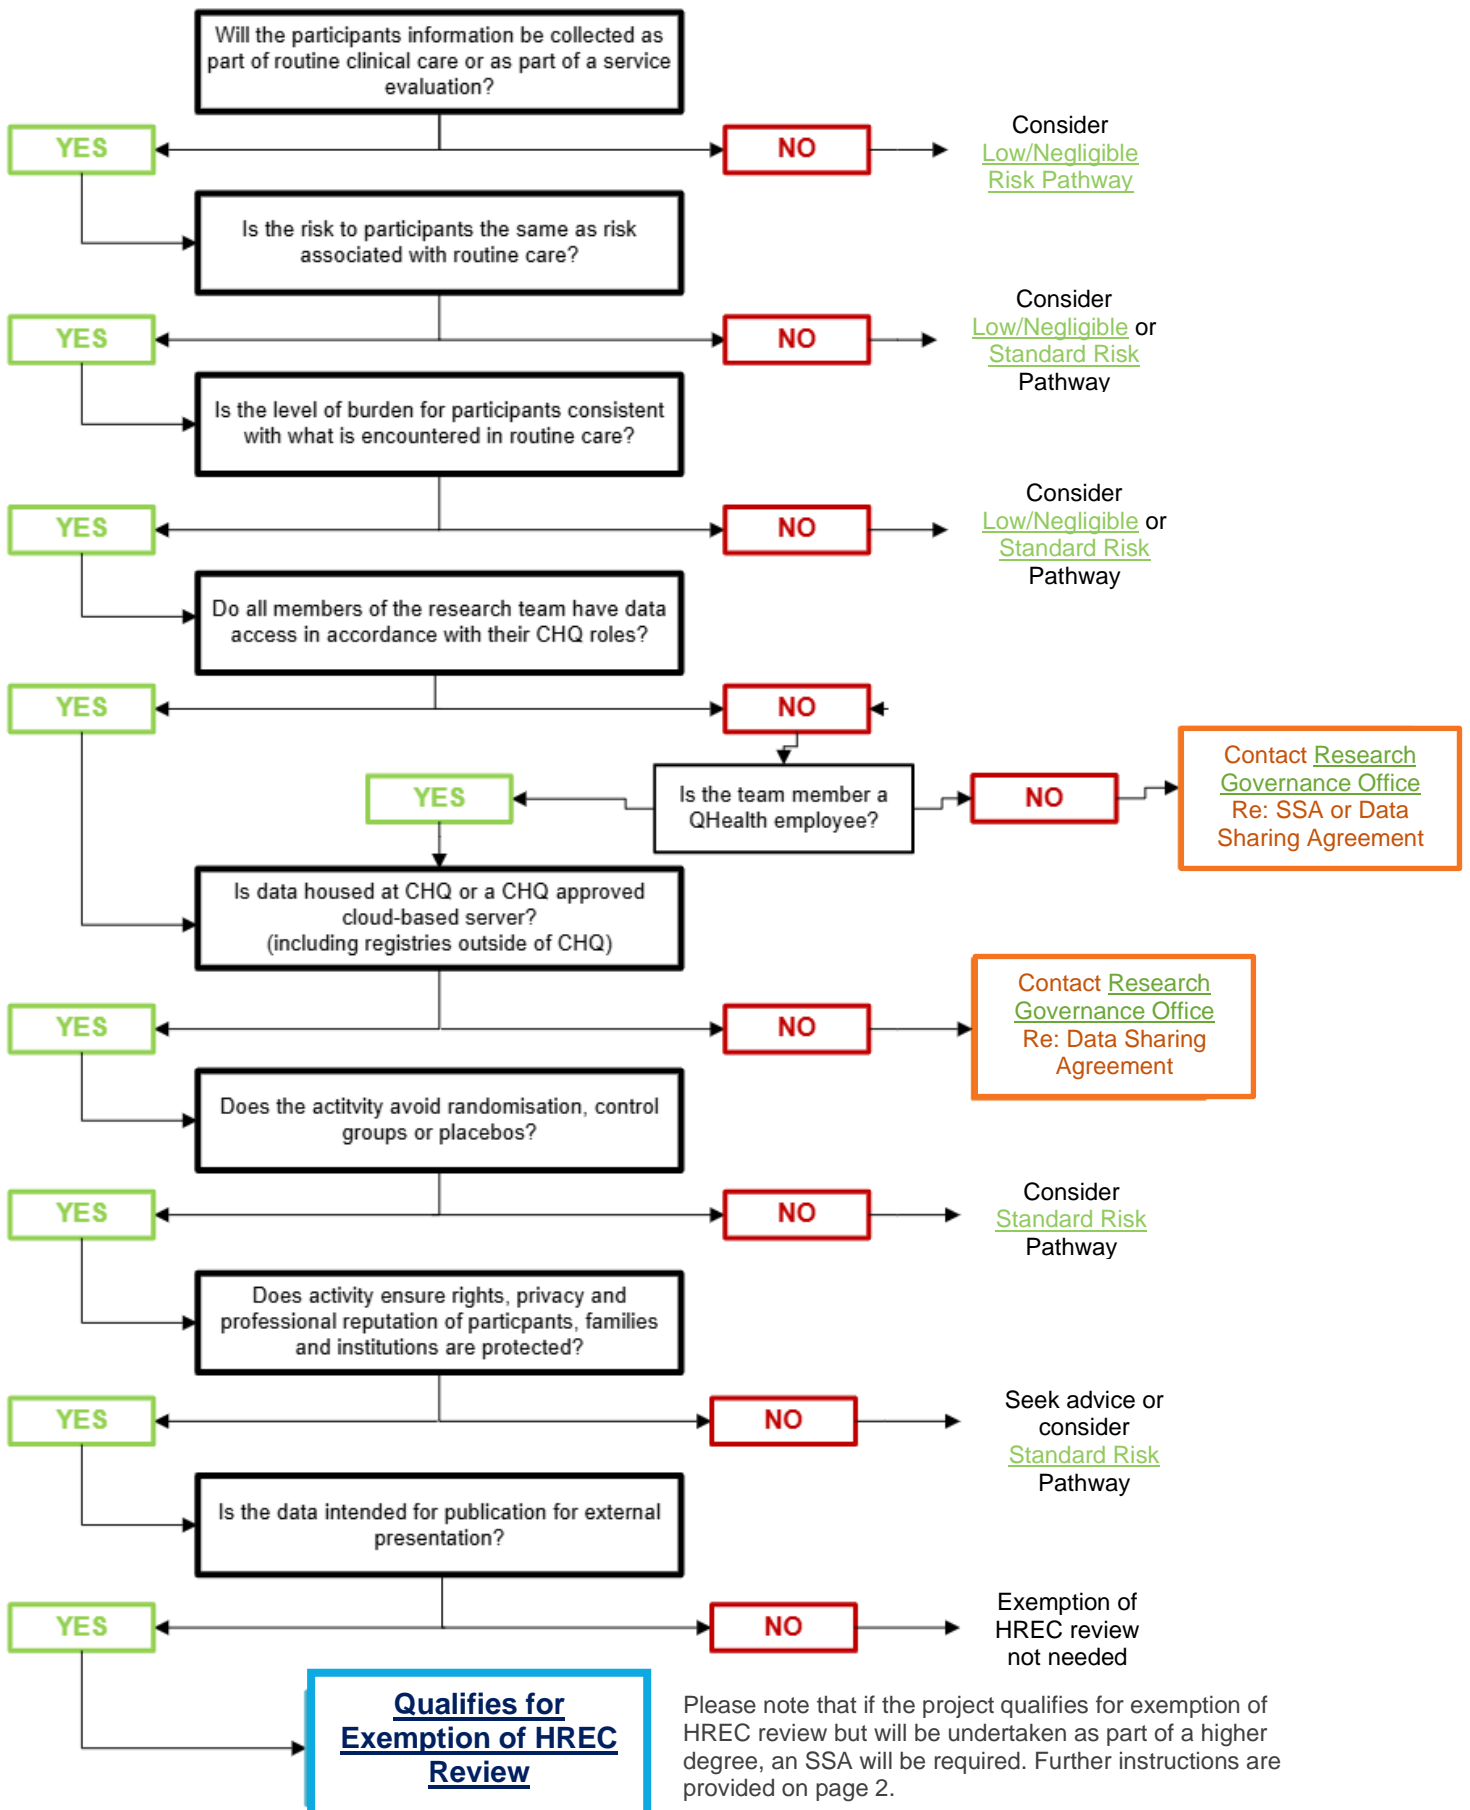 Will the participants information be collected as
part of routine clinical care or as part of a service
evaluation?
YES
NO
Consider
Low/Negligible
Risk Pathway
Is the risk to participants the same as risk
associated with routine care?
YES
NO
Consider
Low/Negligible or
Standard Risk
Pathway
Is the level of burden for participants consistent
with what is encountered in routine care?
YES
NO
Consider
Low/Negligible or
Standard Risk
Pathway
Do all members of the research team have data
access in accordance with their CHQ roles?
YES
NO
Is the team member a
QHealth employee?
YES
NO
Contact Research
Governance Office
Re: SSA or Data
Sharing Agreement
Is data housed at CHQ or a CHQ approved
cloud-based server?
(including registries outside of CHQ)
YES
NO
Contact Research
Governance Office
Re: Data Sharing
Agreement
Does the actitvity avoid randomisation, control
groups or placebos?
YES
NO
Consider
Standard Risk
Pathway
Does activity ensure rights, privacy and
professional reputation of particpants, families
and institutions are protected?
YES
NO
Seek advice or
consider
Standard Risk
Pathway
Is the data intended for publication for external
presentation?
YES
NO
Exemption of
HREC review
not needed
Qualifies for
Exemption of HREC
Review
Please note that if the project qualifies for exemption of
HREC review but will be undertaken as part of a higher
degree, an SSA will be required. Further instructions are
provided on page 2.